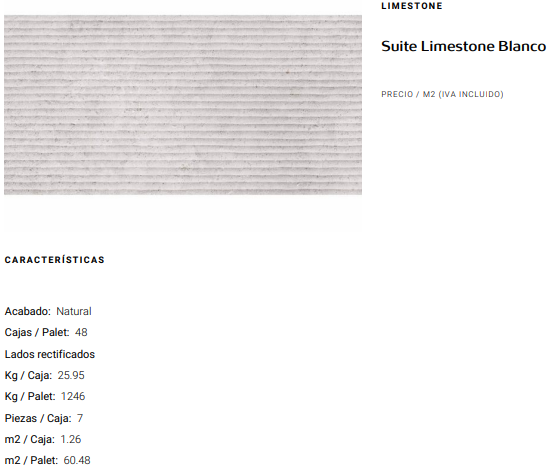 LIMESTONE
Suite Limestone Blanco
PRECIO / M2 (IVA INCLUIDO)
CARACTERÍSTICAS
Acabado: Natural
Cajas / Palet: 48
Lados rectificados
Kg / Caja: 25.95
Kg / Palet: 1246
Piezas / Caja: 7
m2 / Caja: 1.26
m2 / Palet: 60.48